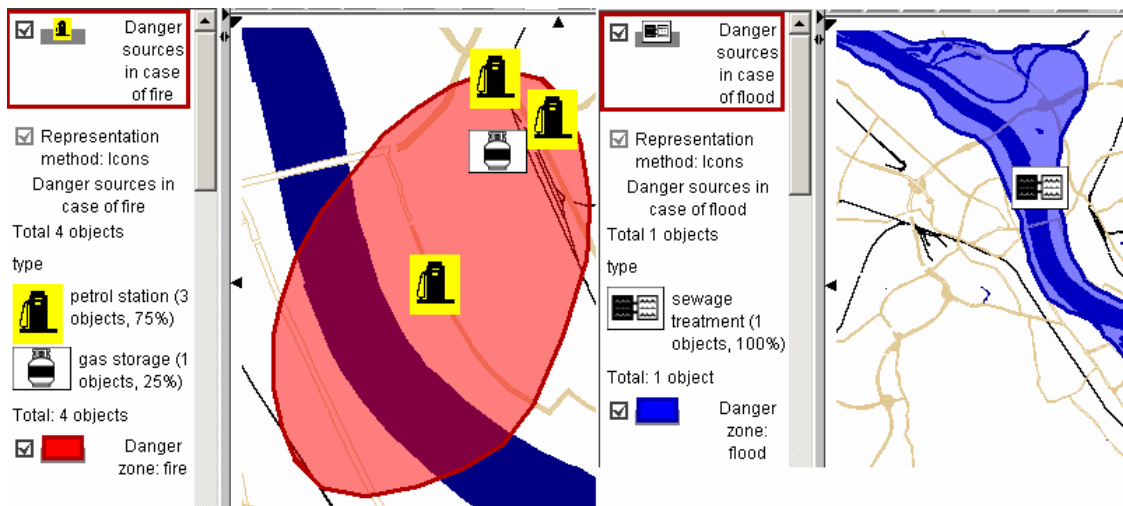 Danger
sources
in case
of fire
Representation
method: Icons
Danger sources in
case of fire
Total 4 objects
type
petrol station (3
objects, 75%)
gas storage (1
objects, 25%)
Total: 4 objects
Danger
zone: fire
Danger
sources
in case
of flood
Representation
method: Icons
Danger sources in
case of flood
Total 1 objects
type
sewage
treatment (1
objects, 100%)
Total: 1 object
Danger
zone:
flood